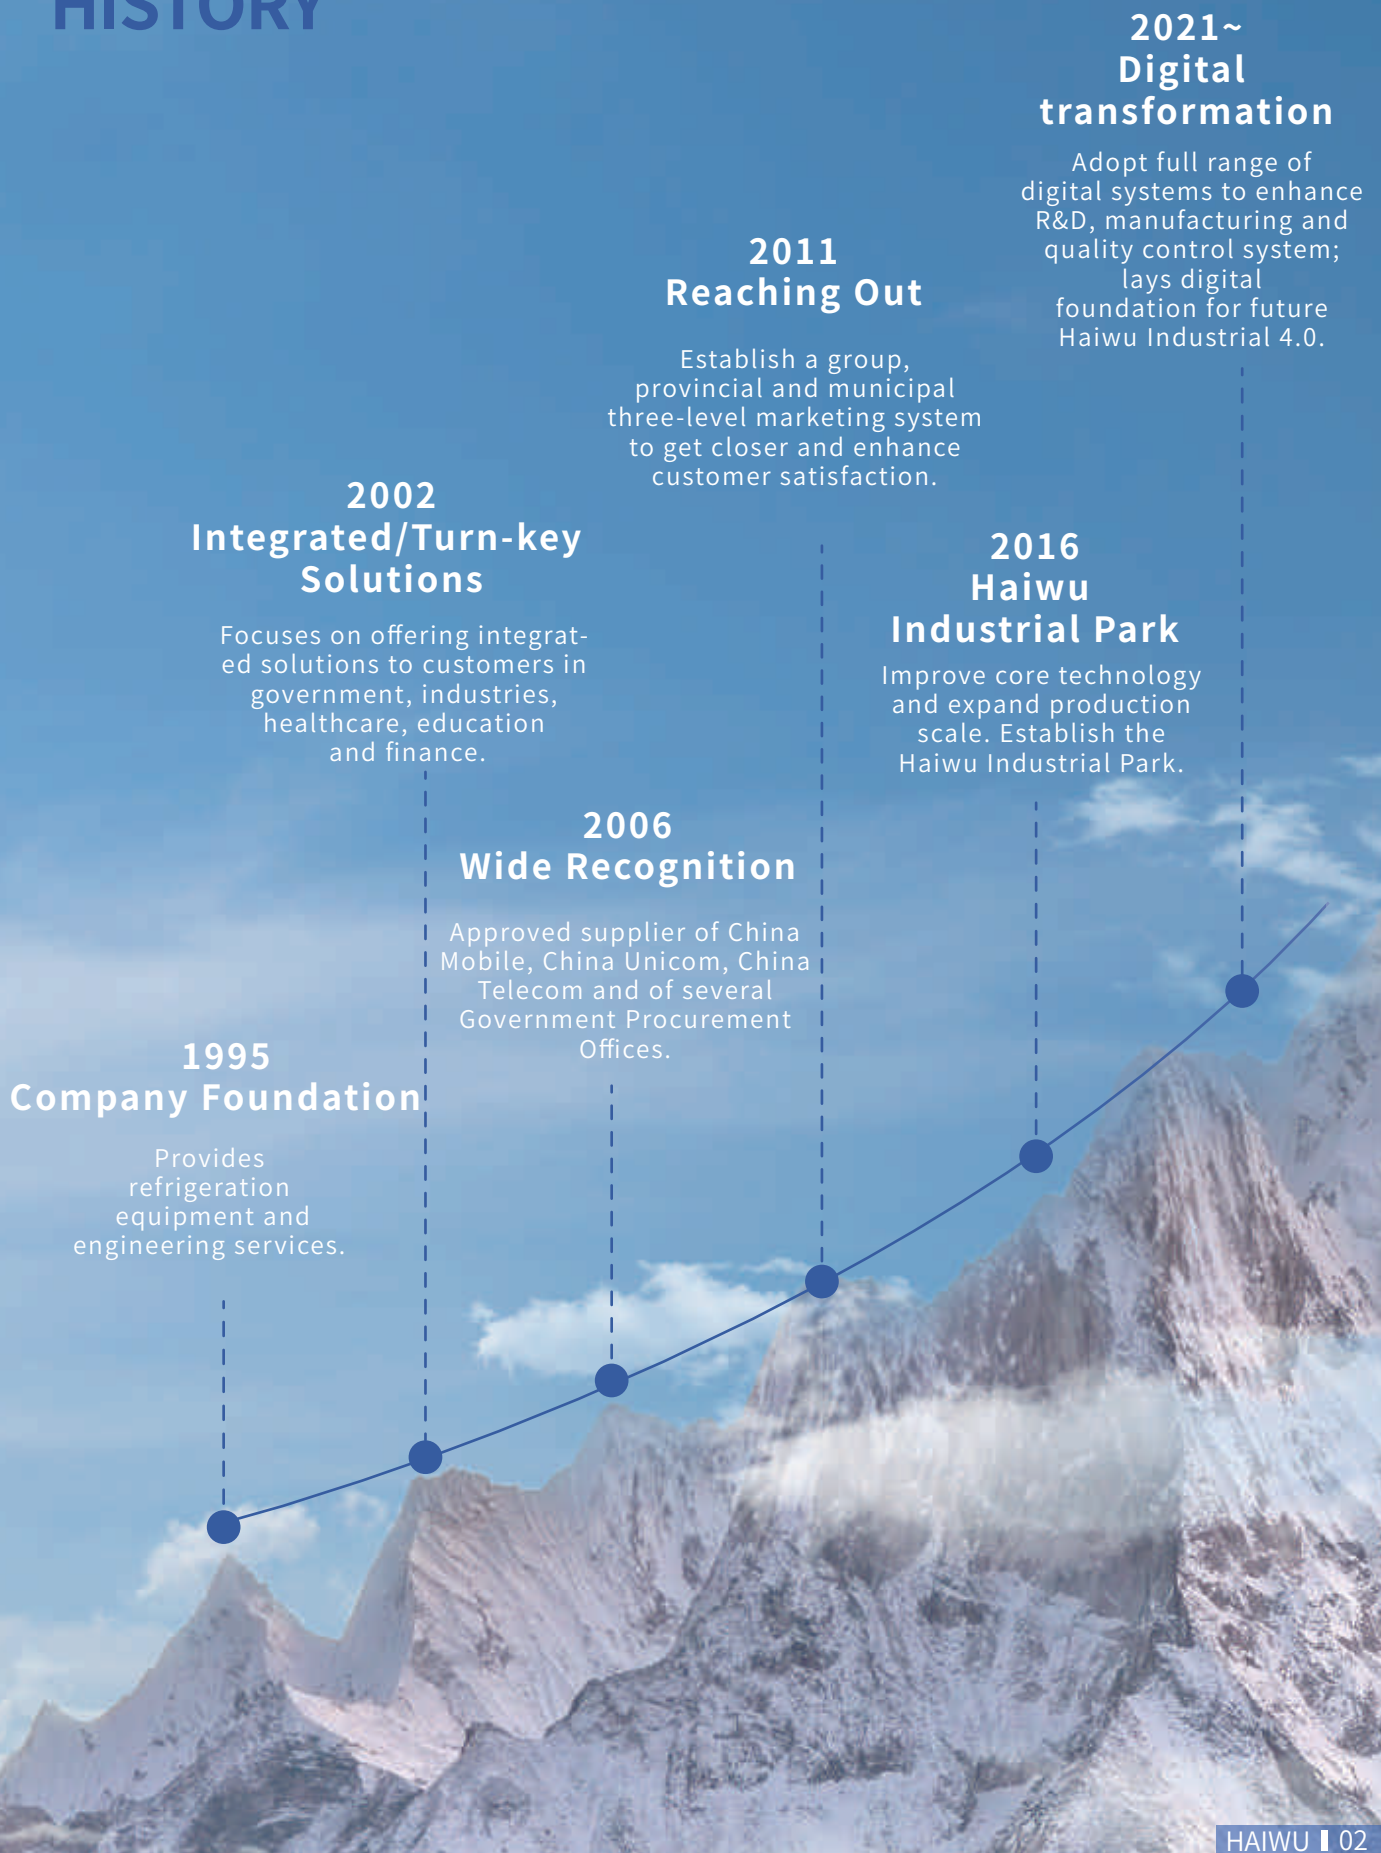 HISTORY
2021~
Digital
transformation
Adopt full range of
digital systems to enhance
R&D, manufacturing and
quality control system;
lays digital
foundation for future
Haiwu Industrial 4.0.
2011
Reaching Out
Establish a group,
provincial and municipal
three-level marketing system
to get closer and enhance
customer satisfaction.
2002
Integrated/Turn-key
Solutions
Focuses on offering integrat-
ed solutions to customers in
government, industries,
healthcare, education
and finance.
2016
Haiwu
Industrial Park
Improve core technology
and expand production
scale. Establish the
Haiwu Industrial Park.
2006
Wide Recognition
Approved supplier of China
Mobile, China Unicom, China
Telecom and of several
Government Procurement
Offices.
1995
Company Foundation
Provides
refrigeration
equipment and
engineering services.
HAIWU 02